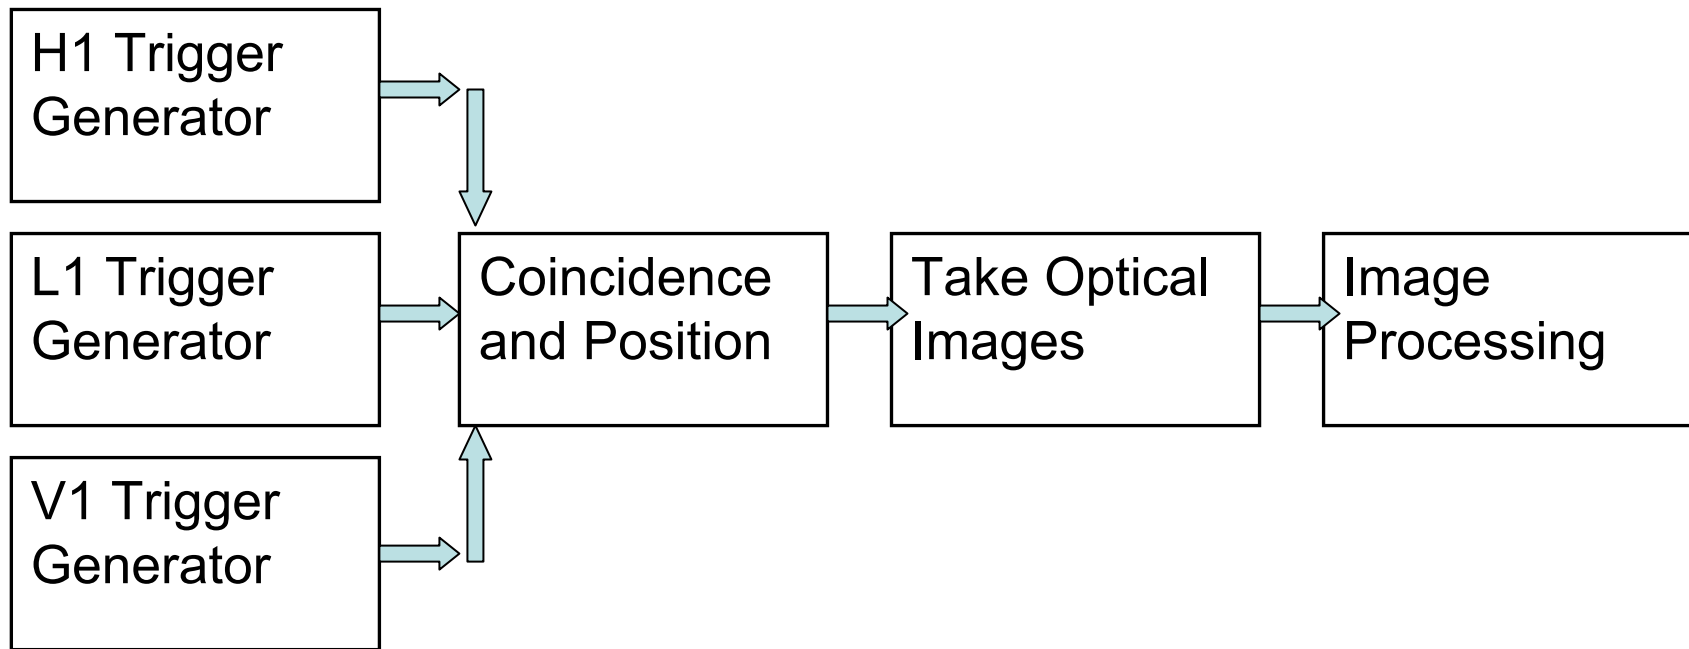 H1 Trigger
Generator
L1 Trigger
Generator
V1 Trigger
Generator
Coincidence
and Position
Take Optical
Images
Image
Processing